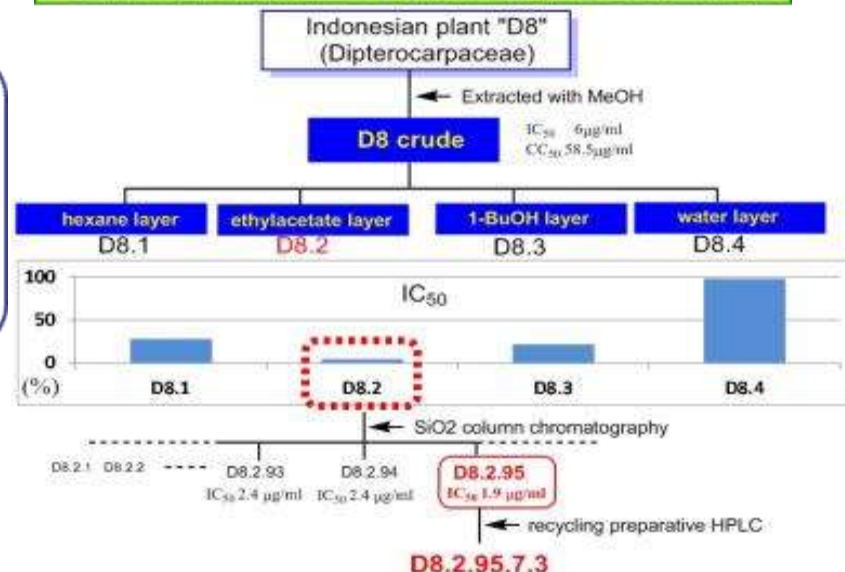 Indonesian plant "D8"
(Dipterocarpaceae)
Extracted with MeOH
D8 crude
IC50 6µg/ml
CC50 58.5µg/ml
hexane layer ethylacetate layer 1-BuOH layer water layer
D8.1 D8.2 D8.3 D8.4
100
IC50
50
0
(%) D8.1 D8.2 D8.3 D8.4
SiO2 column chromatography
D8.2.1 D8.2.2 D8.2.93 D8.2.94 D8.2.95
IC50 2.4 µg/ml IC50 2.4 µg/ml IC50 1.9 µg/ml
recycling preparative HPLC
D8.2.95.7.3